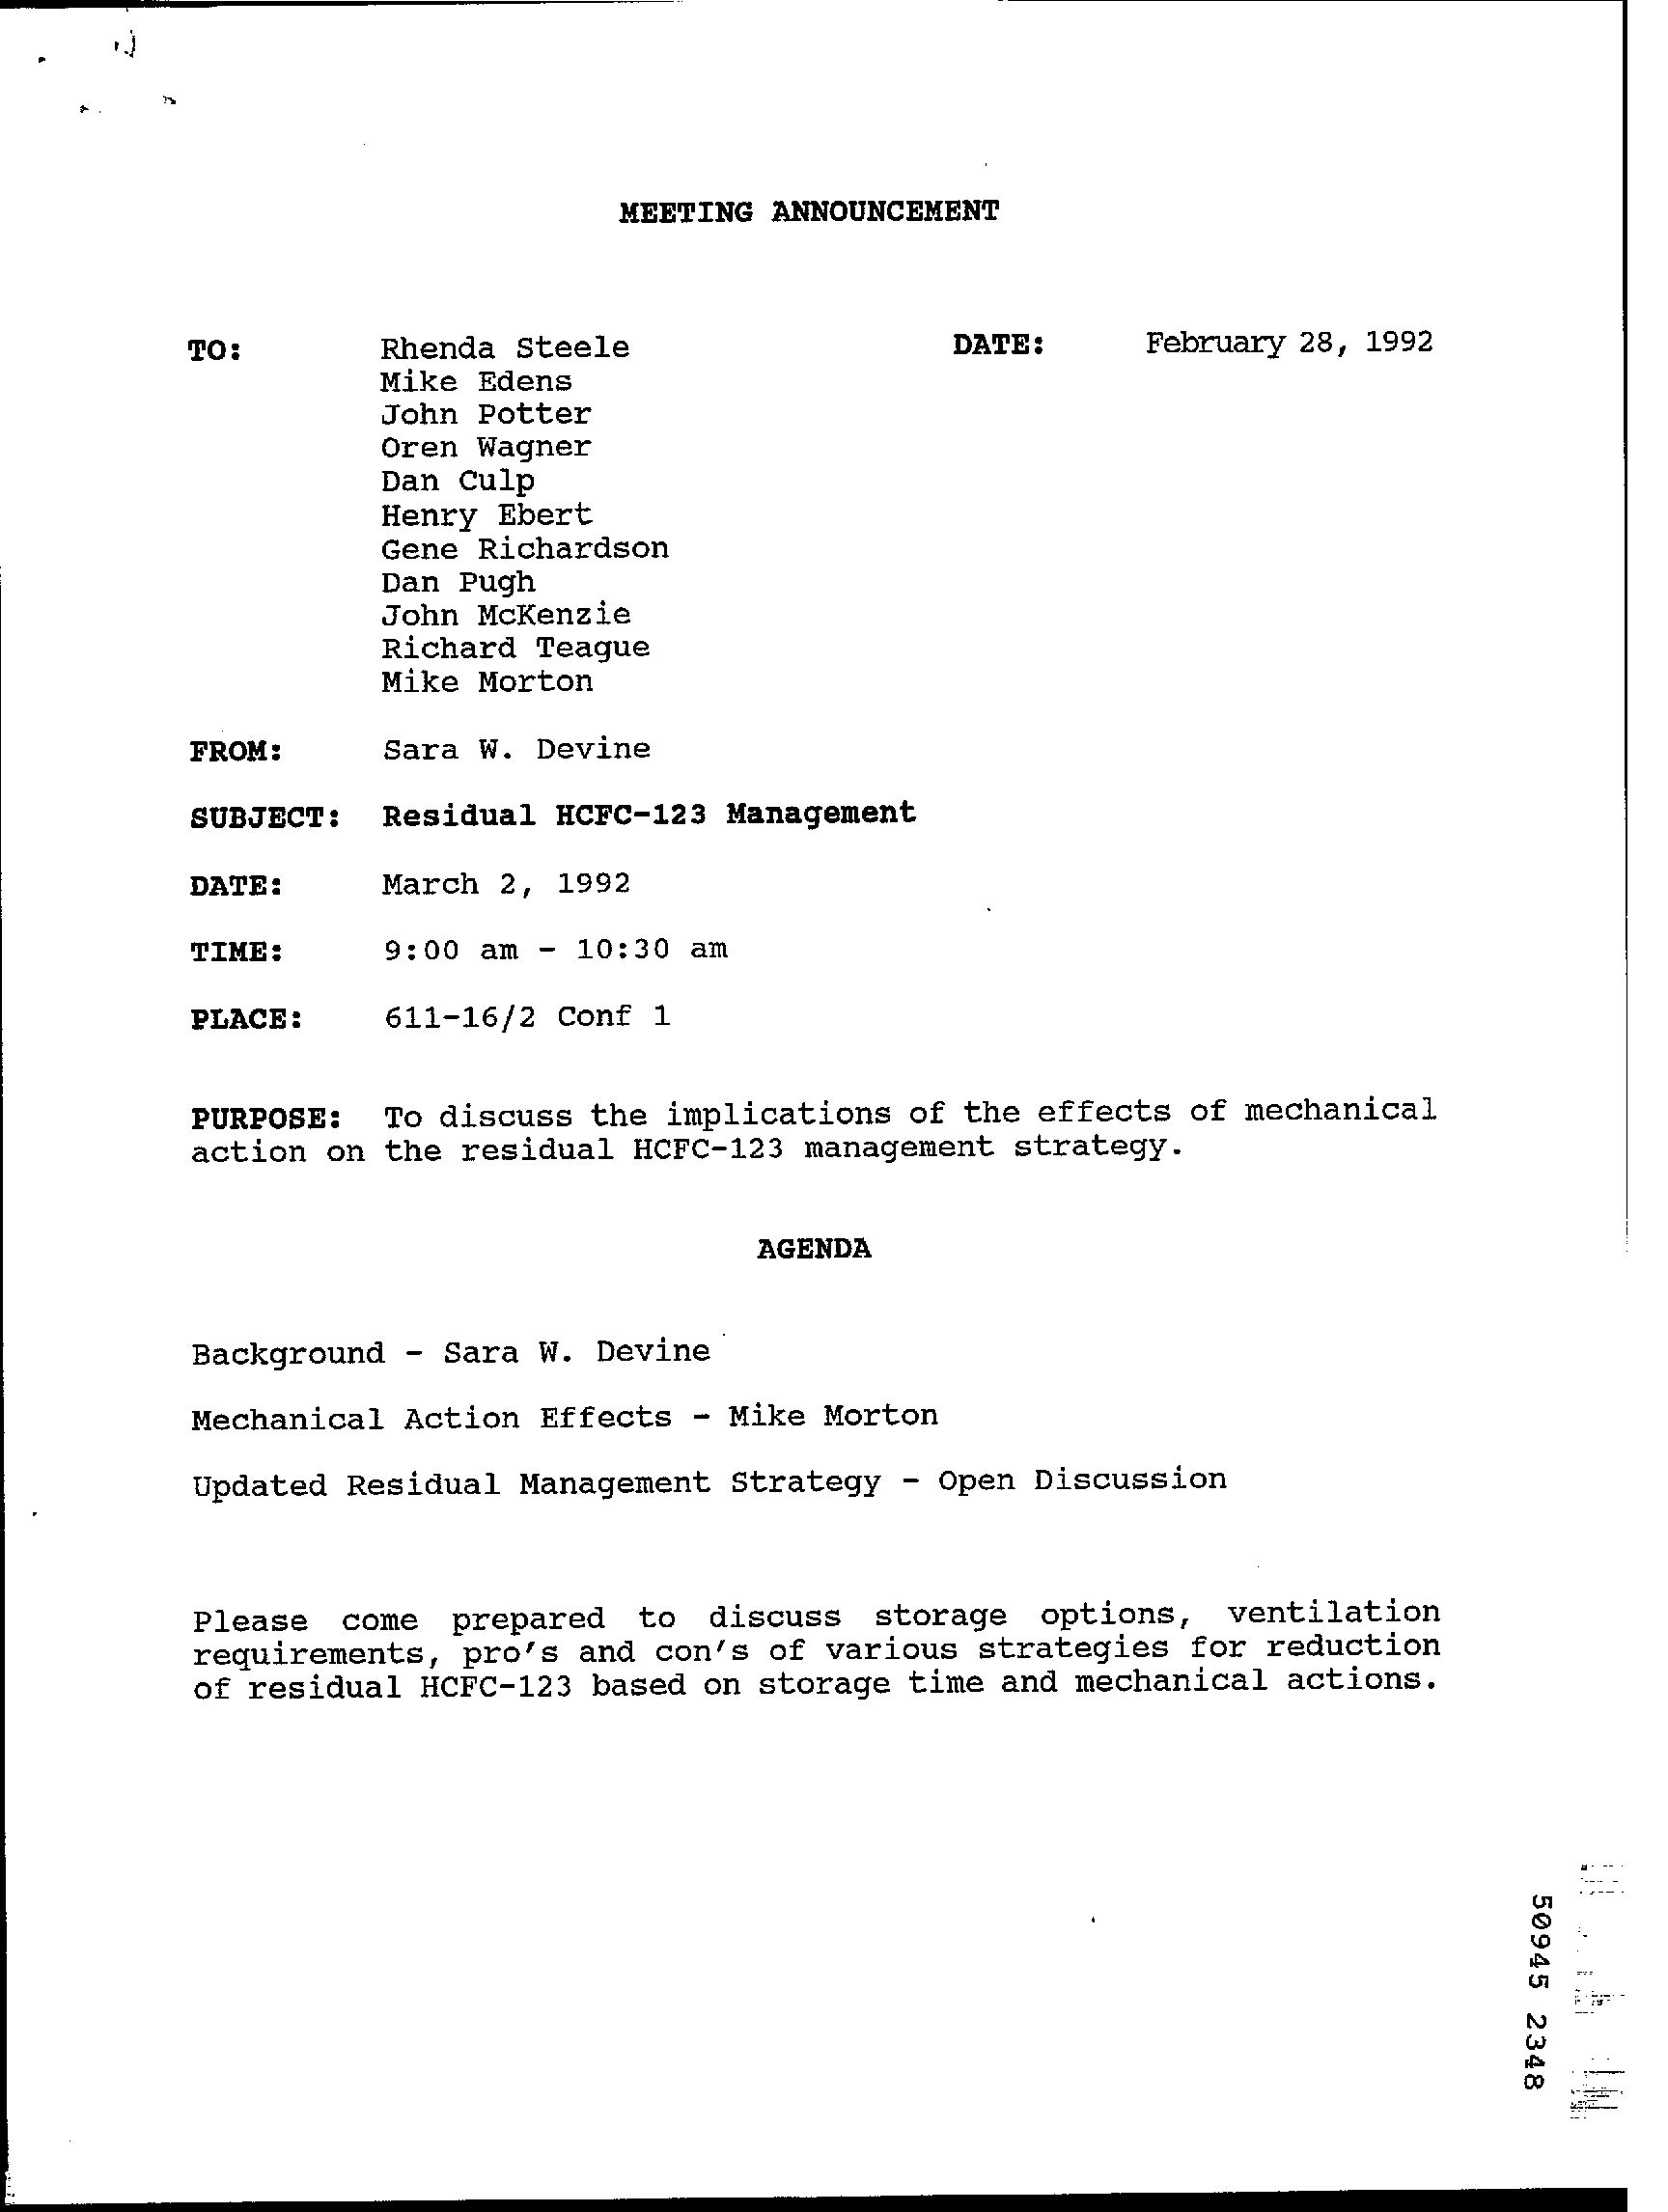 MEETING ANNOUNCEMENT
TO: Rhenda Steele DATE: February 28, 1992
Mike Edens
John Potter
Oren Wagner
Dan Culp
Henry Ebert
Gene Richardson
Dan Pugh
John McKenzie
Richard Teague
Mike Morton
FROM: Sara W. Devine
SUBJECT: Residual HCFC-123 Management
DATE: March 2, 1992
TIME: 9:00 am - 10:30 am
PLACE: 611-16/2 Conf 1
PURPOSE: To discuss the implications of the effects of mechanical
action on the residual HCFC-123 management strategy.
AGENDA
Background - Sara W. Devine
Mechanical Action Effects - Mike Morton
Updated Residual Management Strategy - Open Discussion
Please come prepared to discuss storage options, ventilation
requirements, pro's and con's of various strategies for reduction
of residual HCFC-123 based on storage time and mechanical actions.
50945 2348